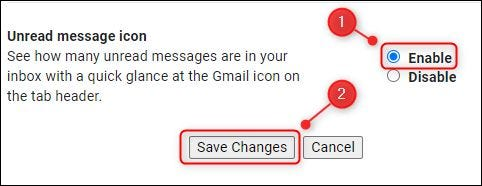 1
Unread message icon
See how many unread messages are in your
Enable
inbox with a quick glance at the Gmail icon on
Disable
the tab header.
2
Save Changes Cancel